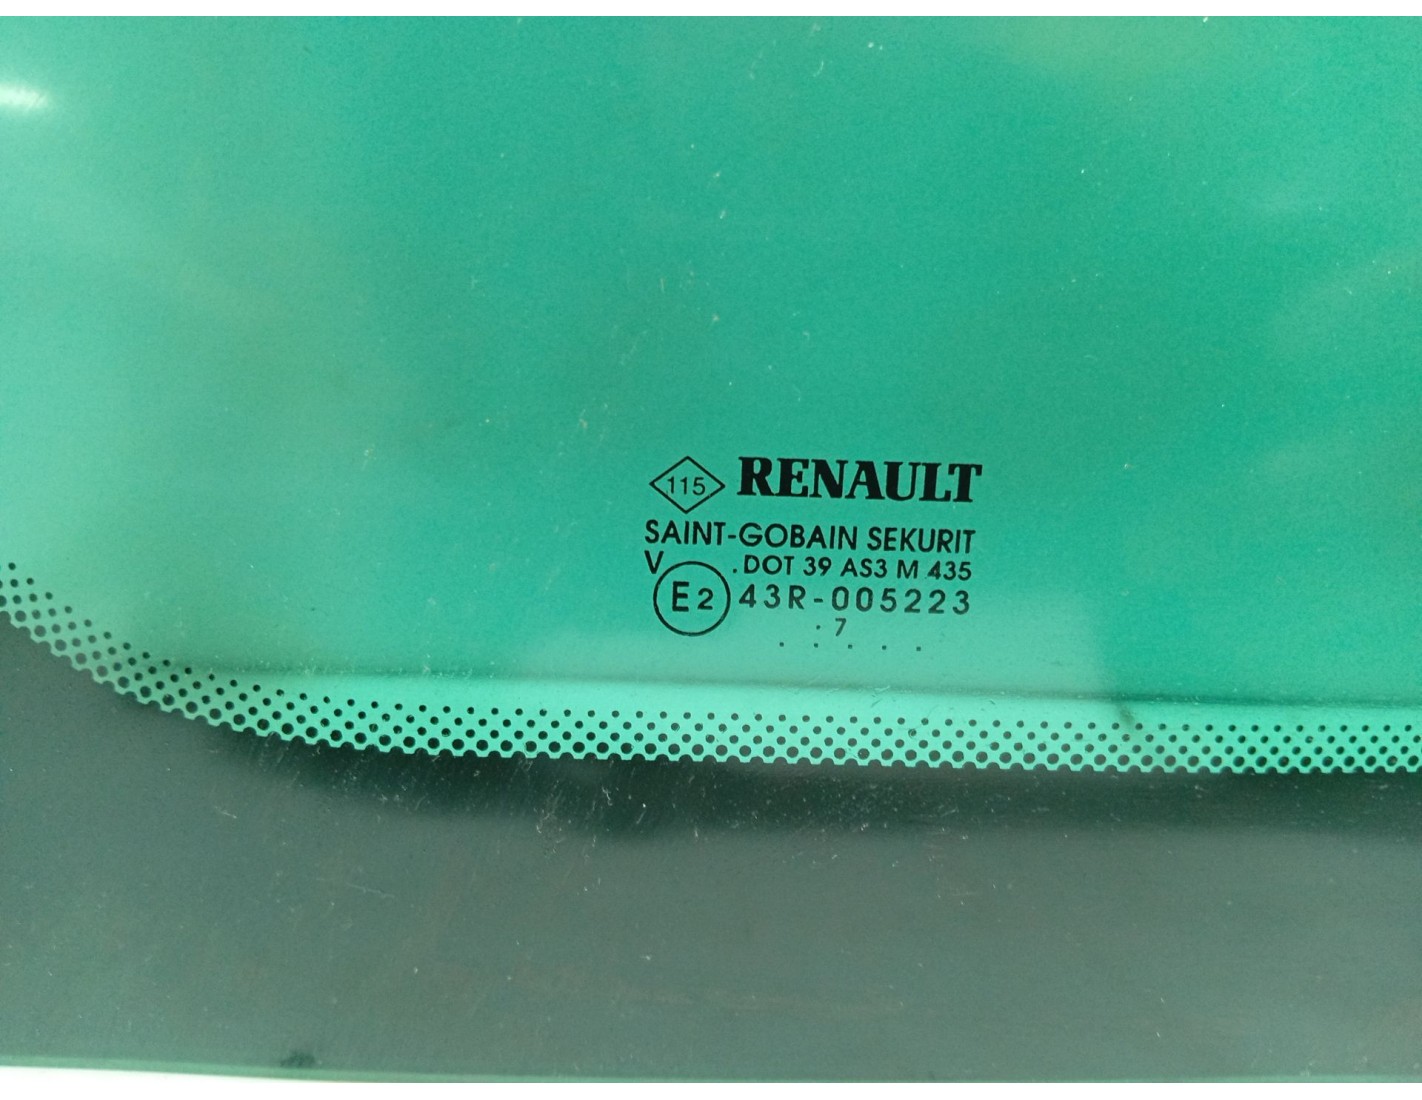 115 RENAULT
SAINT-GOBAIN SEKURIT
V .DOT 39 AS3 M 435
E2 43R-005223
. 7
. : . . .